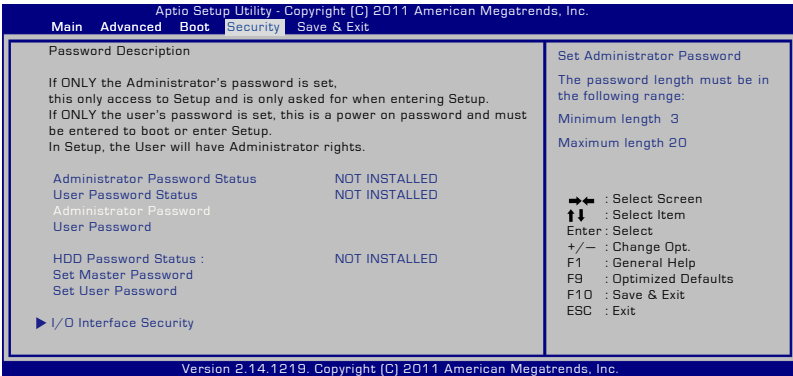 Aptio Setup Utility - Copyright (C) 2011 American Megatrends, Inc.
Main Advanced Boot Security Save & Exit
Password Description
If ONLY the Administrator's password is set,
this only access to Setup and is only asked for when entering Setup.
If ONLY the user's password is set, this is a power on password and must
be entered to boot or enter Setup.
In Setup, the User will have Administrator rights.
Administrator Password Status NOT INSTALLED
User Password Status NOT INSTALLED
Administrator Password
User Password
HDD Password Status : NOT INSTALLED
Set Master Password
Set User Password
I/O Interface Security
Set Administrator Password
The password length must be in
the following range:
Minimum length 3
Maximum length 20
→← : Select Screen
↑↓ : Select Item
Enter : Select
+/— : Change Opt.
F1 : General Help
F9 : Optimized Defaults
F10 : Save & Exit
ESC : Exit
Version 2.14.1219. Copyright (C) 2011 American Megatrends, Inc.